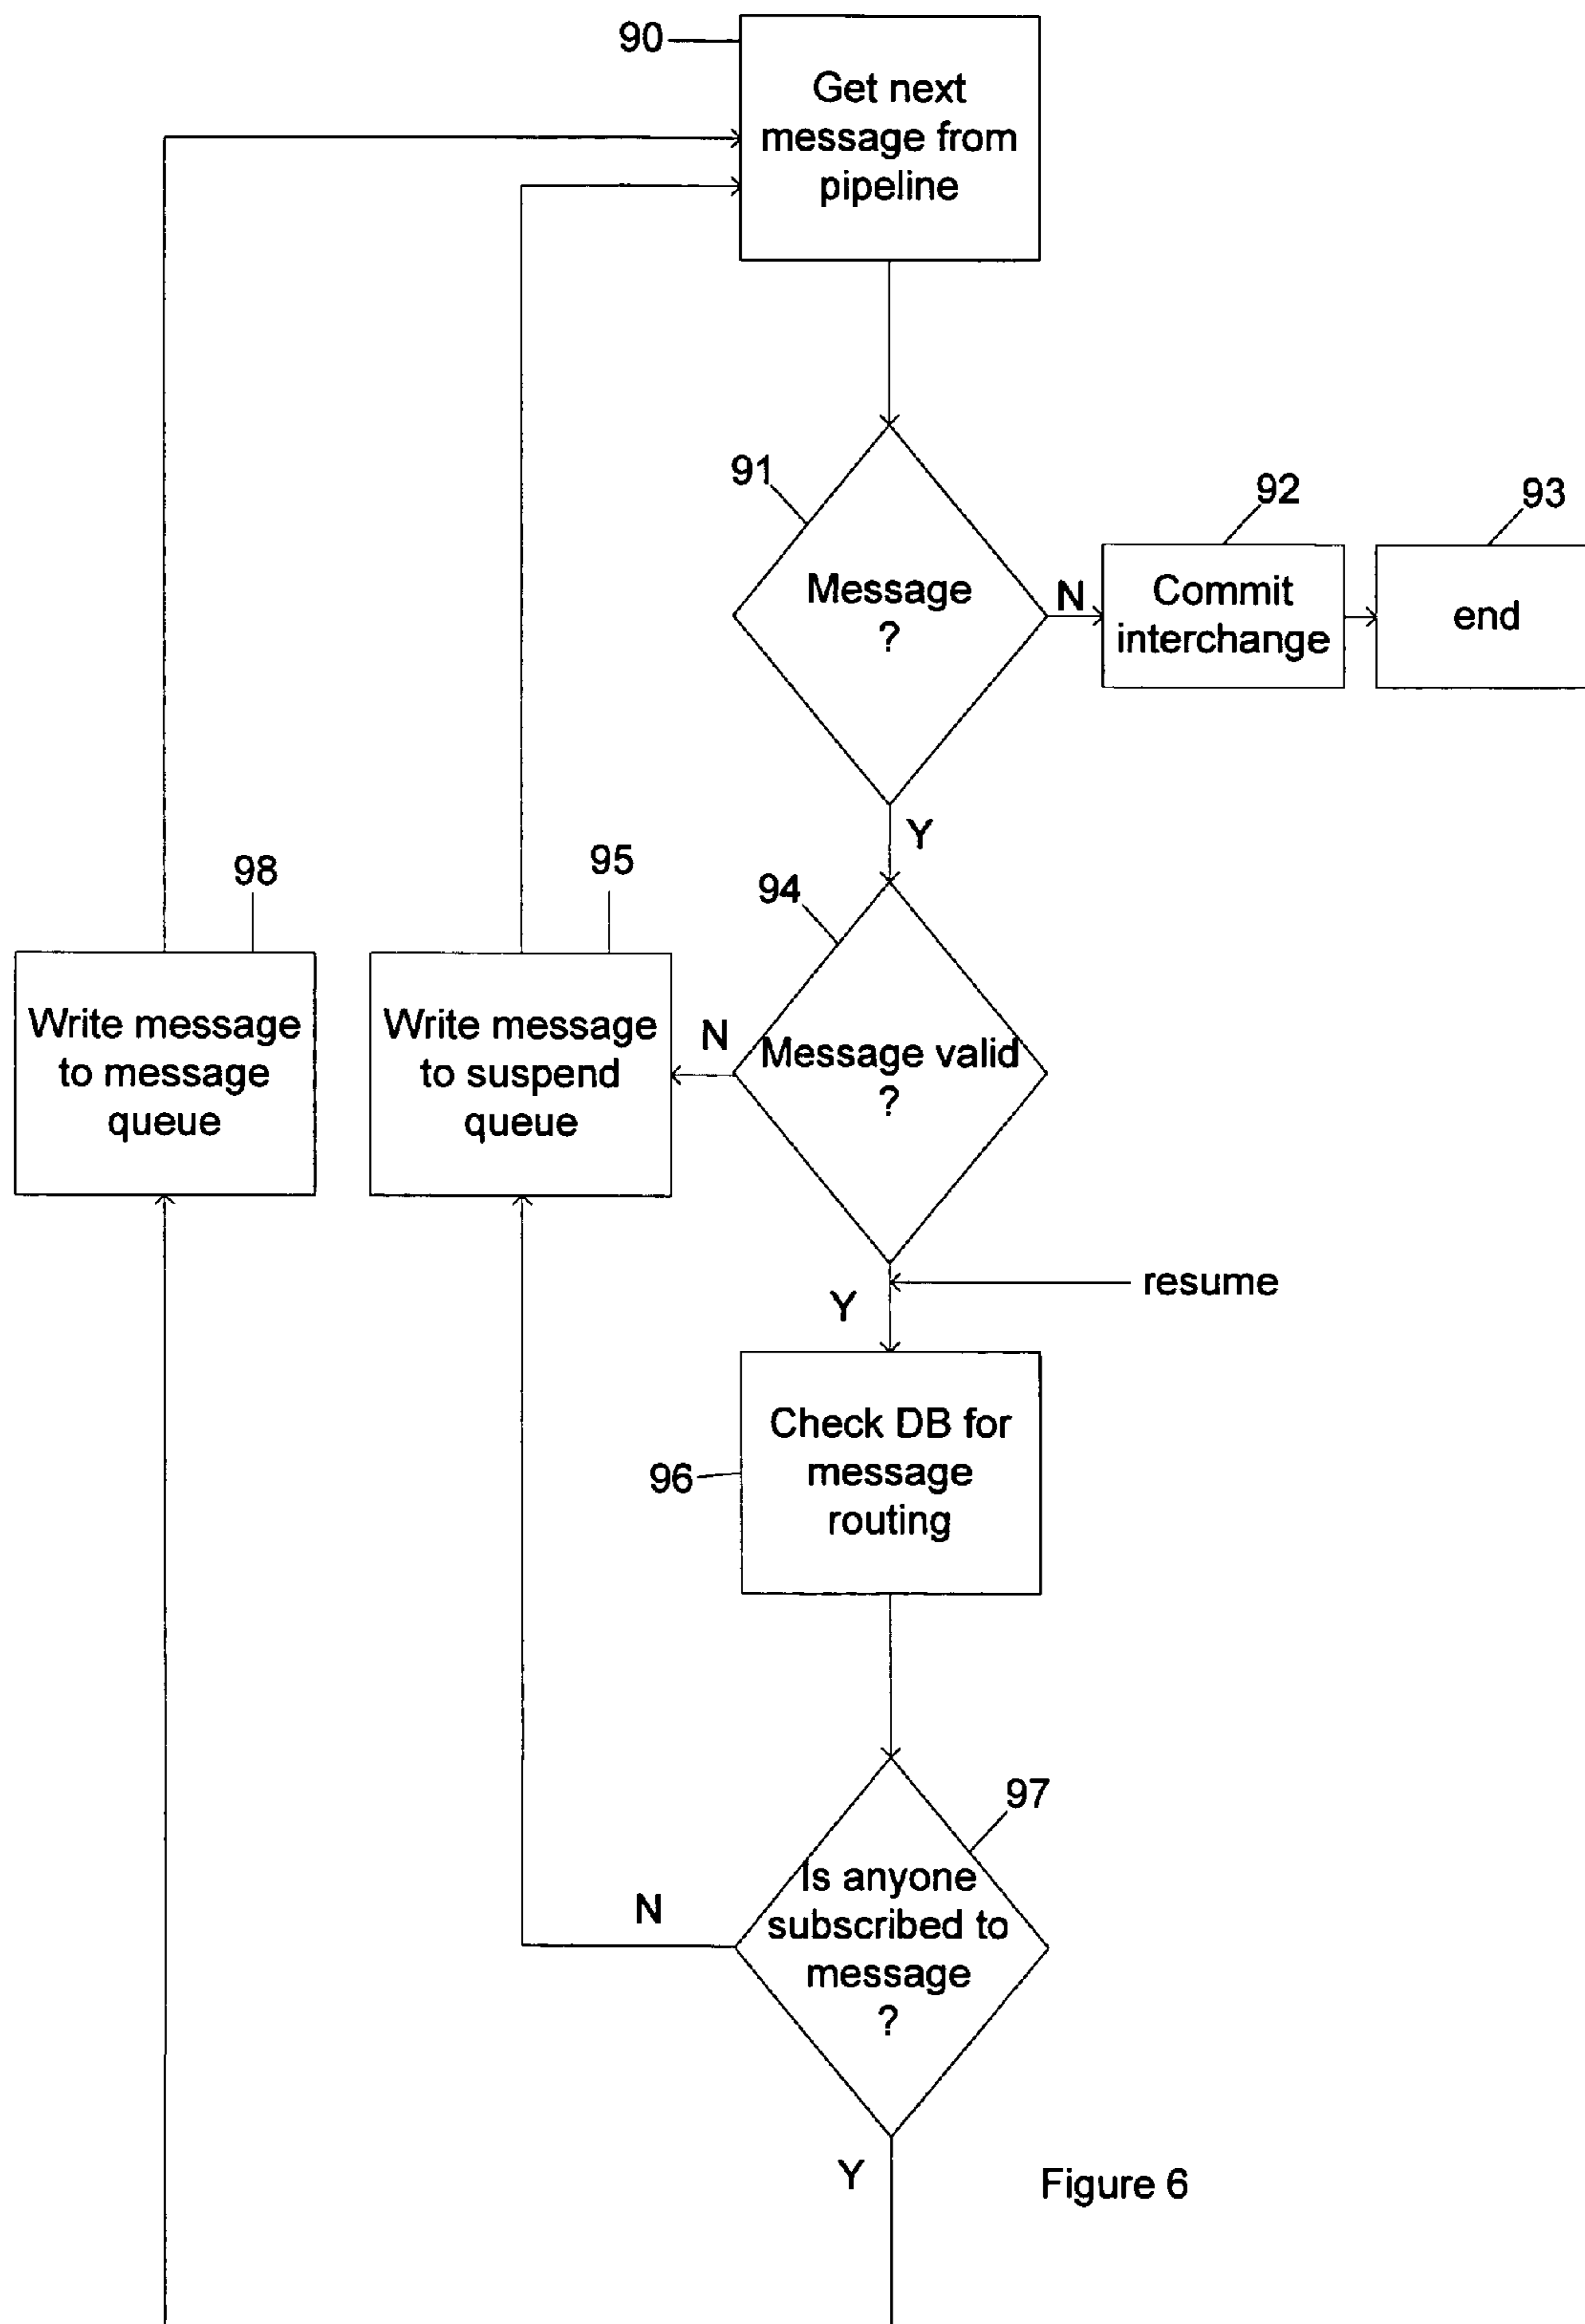 90
Get next
message from
pipeline
91
Message
?
N
92
Commit
interchange
93
end
Y
98
Write message
to message
queue
95
Write message
to suspend
queue
N
94
Message valid
?
resume
Y
96
Check DB for
message
routing
97
Is anyone
subscribed to
message
?
N
Y
Figure 6